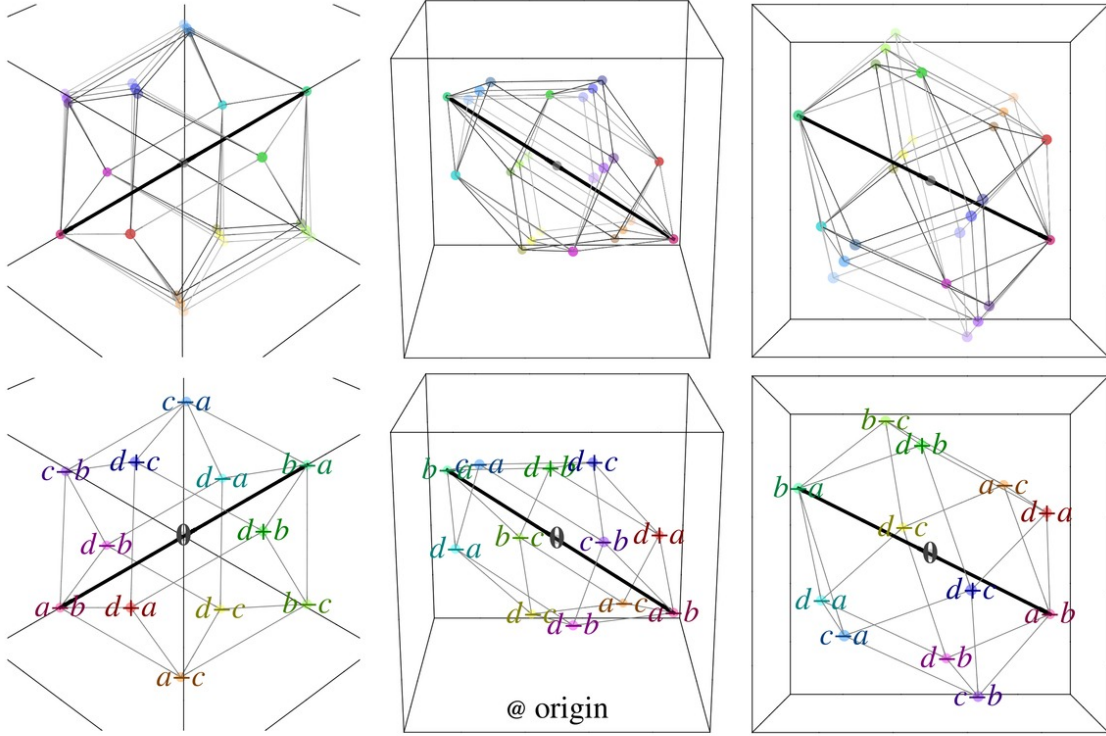 c−a
c−b
d+c
d−a
b−a
0
d+b
d−b
a−b
d+a
d−c
b−c
a−c
b−a
c−a
d+b
d+c
d−a
b−c
0
c−b
d+a
d−c
d−b
a−c
a−b
@ origin
b−c
d+b
b−a
a−c
d+a
d−c
0
d−a
d+c
a−b
c−a
d−b
c−b